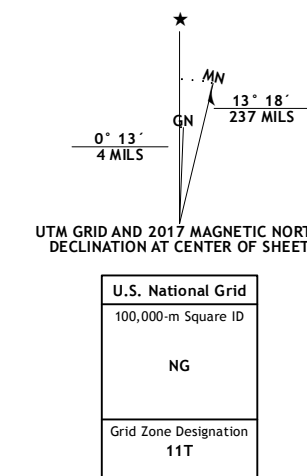 ★
MN
GN
13° 18´
237 MILS
0° 13´
4 MILS
UTM GRID AND 2017 MAGNETIC NORT
DECLINATION AT CENTER OF SHEET
U.S. National Grid
100,000-m Square ID
NG
Grid Zone Designation
11T